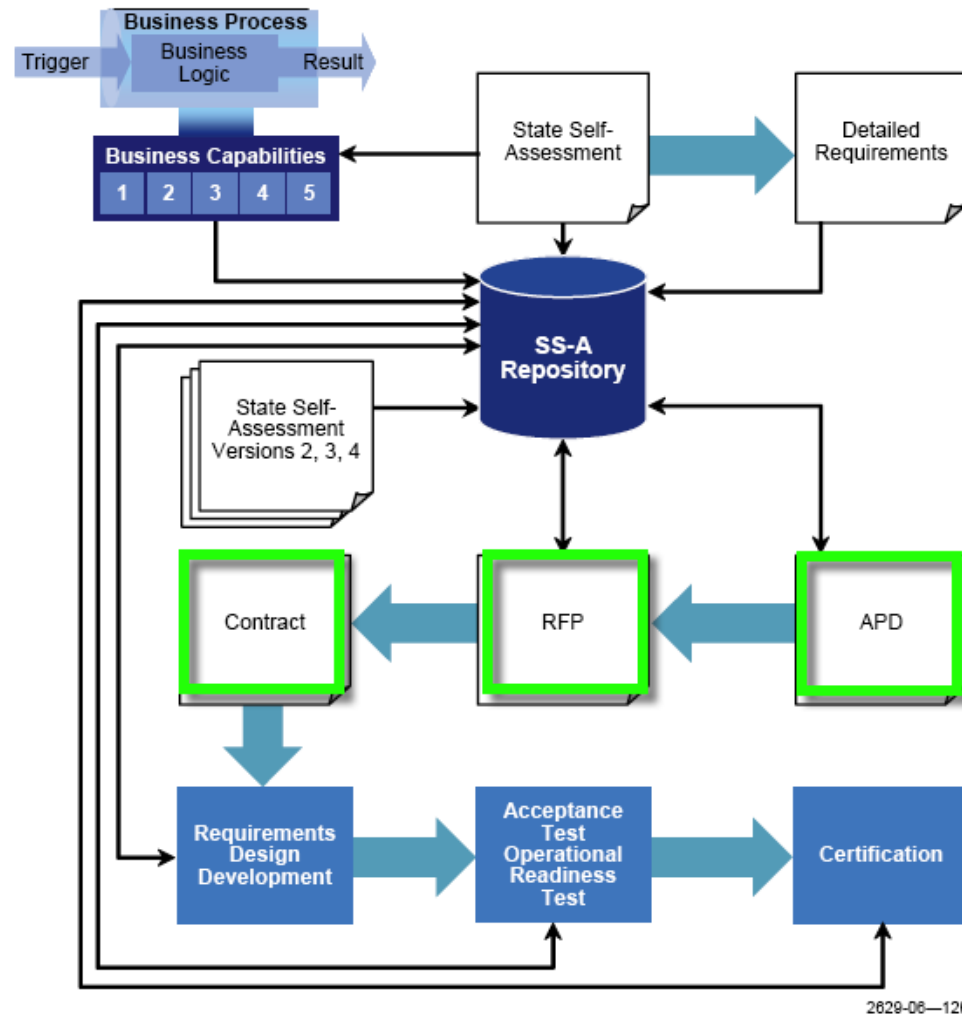 Business Process
Trigger
Business
Logic
Result
Business Capabilities
1 2 3 4 5
State Self-
Assessment
Detailed
Requirements
SS-A
Repository
State Self-
Assessment
Versions 2, 3, 4
Contract
RFP
APD
Requirements
Design
Development
Acceptance
Test
Operational
Readiness
Test
Certification